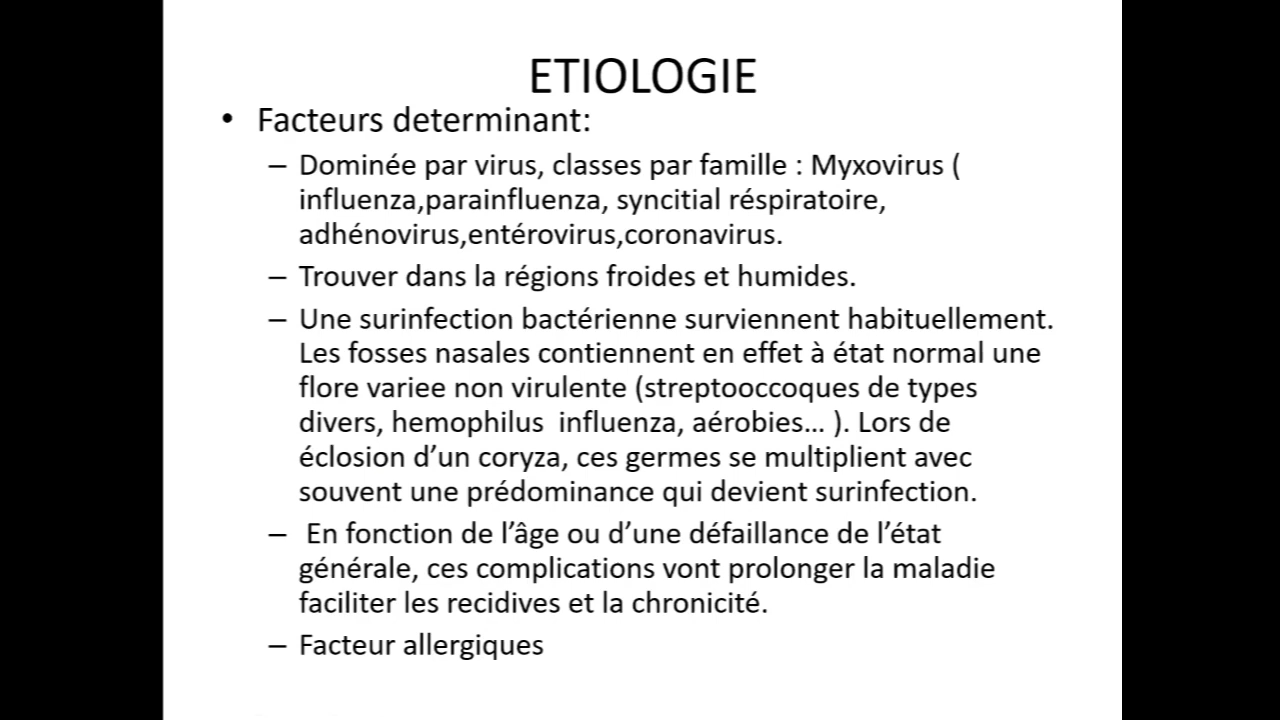 ETIOLOGIE
• Facteurs determinant:
– Dominée par virus, classes par famille : Myxovirus (
influenza,parainfluenza, syncitial réspiratoire,
adhénovirus,entérovirus,coronavirus.
– Trouver dans la régions froides et humides.
– Une surinfection bactérienne surviennent habituellement.
Les fosses nasales contiennent en effet à état normal une
flore variee non virulente (streptooccoques de types
divers, hemophilus  influenza, aérobies... ). Lors de
éclosion d’un coryza, ces germes se multiplient avec
souvent une prédominance qui devient surinfection.
–  En fonction de l’âge ou d’une défaillance de l’état
générale, ces complications vont prolonger la maladie
faciliter les recidives et la chronicité.
– Facteur allergiques